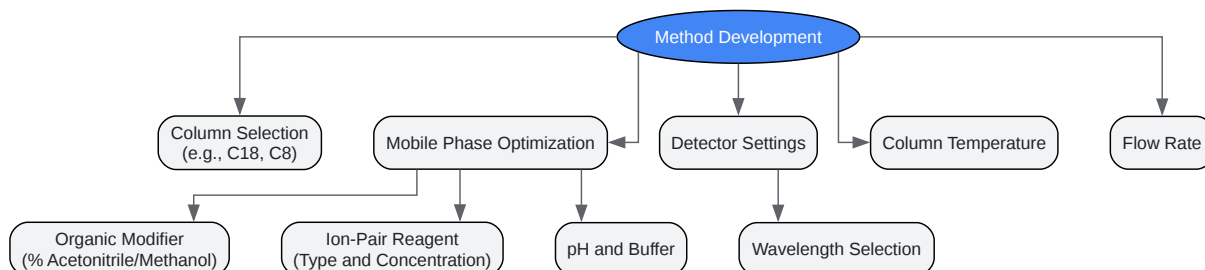 Method Development
Column Selection
(e.g., C18, C8)
Mobile Phase Optimization
Detector Settings
Column Temperature
Flow Rate
Organic Modifier
(% Acetonitrile/Methanol)
Ion-Pair Reagent
(Type and Concentration)
pH and Buffer
Wavelength Selection